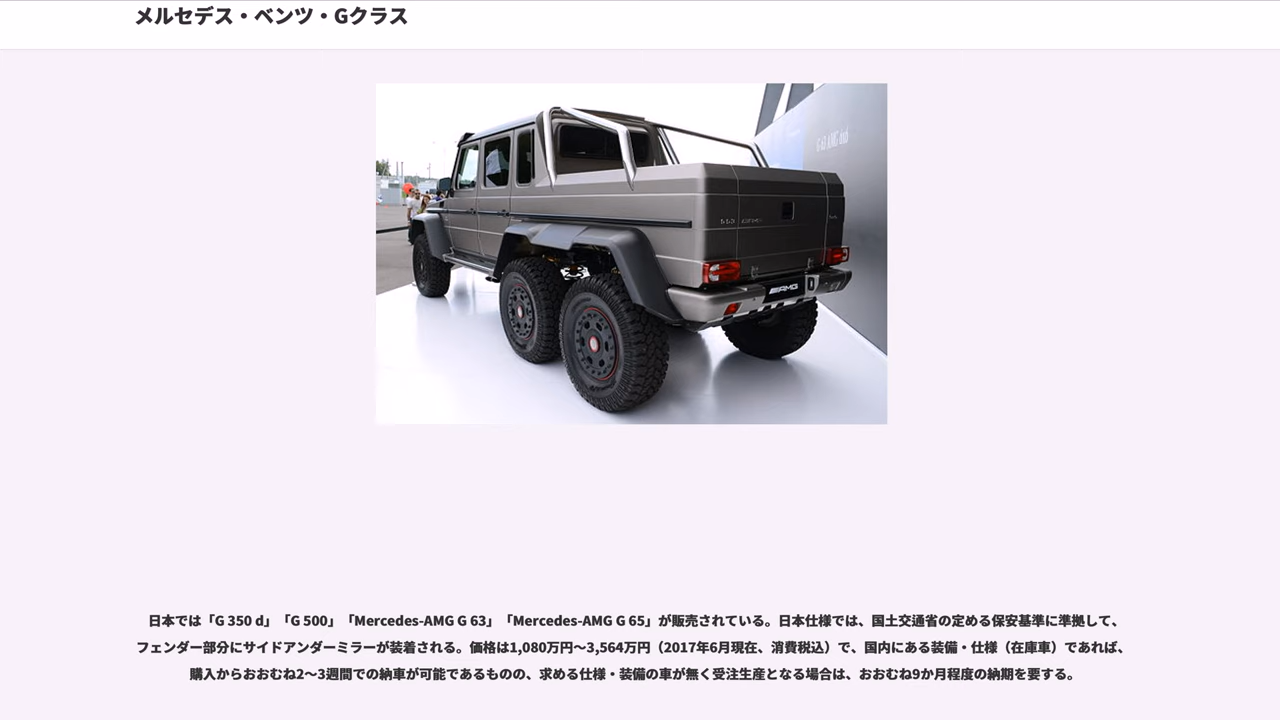 メルセデス・ベンツ・Gクラス
G 63 AMG 6x6
AMG
日本では「G 350 d」「G 500」「Mercedes-AMG G 63」「Mercedes-AMG G 65」が販売されている。日本仕様では、国土交通省の定める保安基準に準拠して、
フェンダー部分にサイドアンダーミラーが装着される。価格は1,080万円〜3,564万円（2017年6月現在、消費税込）で、国内にある装備・仕様（在庫車）であれば、
購入からおおむね2〜3週間での納車が可能であるものの、求める仕様・装備の車が無く受注生産となる場合は、おおむね9か月程度の納期を要する。